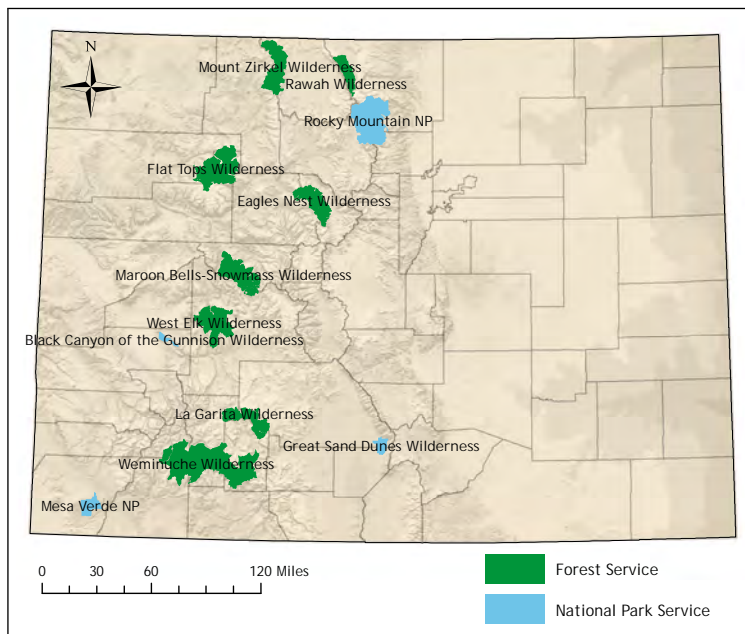 N
Mount Zirkel Wilderness
Rawah Wilderness
Rocky Mountain NP
Flat Tops Wilderness
Eagles Nest Wilderness
Maroon Bells-Snowmass Wilderness
West Elk Wilderness
Black Canyon of the Gunnison Wilderness
La Garita Wilderness
Great Sand Dunes Wilderness
Weminuche Wilderness
Mesa Verde NP
0 30 60 120 Miles
Forest Service
National Park Service